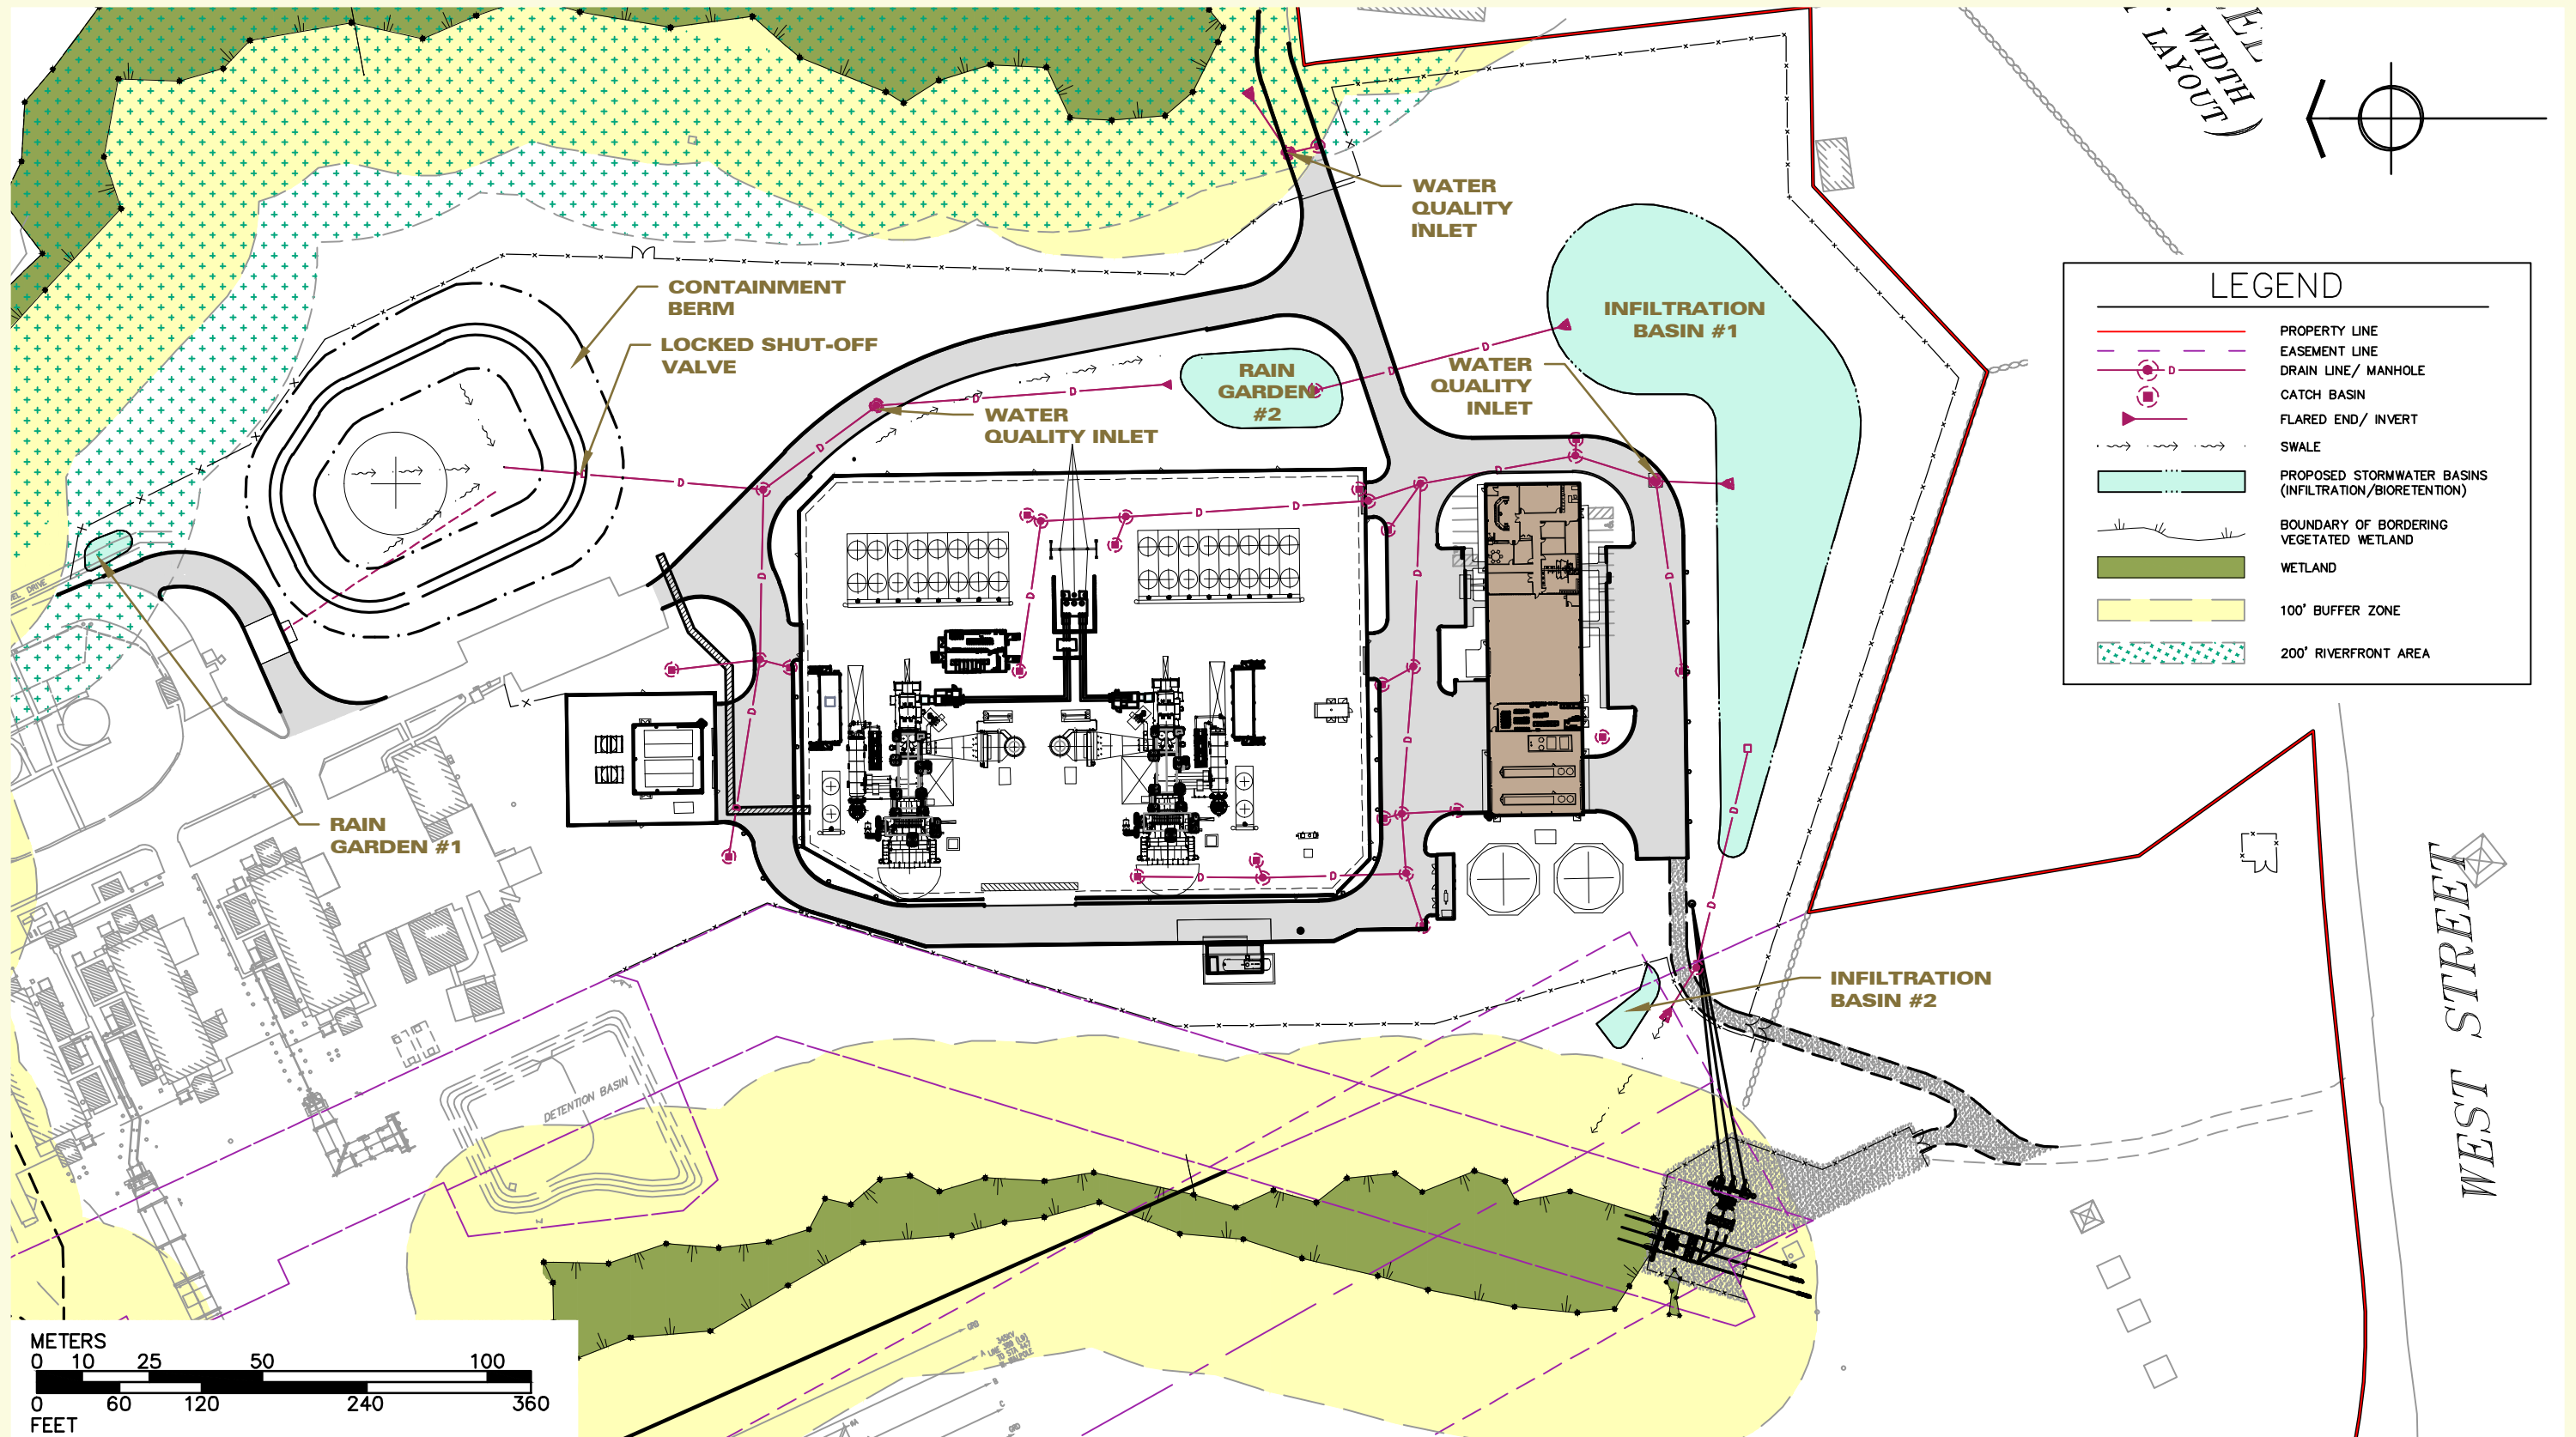 WIDTH
LAYOUT)
WATER
QUALITY
INLET
CONTAINMENT
BERM
LOCKED SHUT-OFF
VALVE
INFILTRATION
BASIN #1
RAIN
GARDEN
#2
WATER
QUALITY
INLET
WATER
QUALITY INLET
LEGEND
PROPERTY LINE
EASEMENT LINE
D
DRAIN LINE/ MANHOLE
CATCH BASIN
FLARED END/ INVERT
SWALE
PROPOSED STORMWATER BASINS
(INFILTRATION/BIORETENTION)
BOUNDARY OF BORDERING
VEGETATED WETLAND
WETLAND
100' BUFFER ZONE
200' RIVERFRONT AREA
DRIVE
RAIN
GARDEN #1
INFILTRATION
BASIN #2
WEST STREET
DETENTION BASIN
METERS
0 10 25 50 100
0 60 120 240 360
FEET